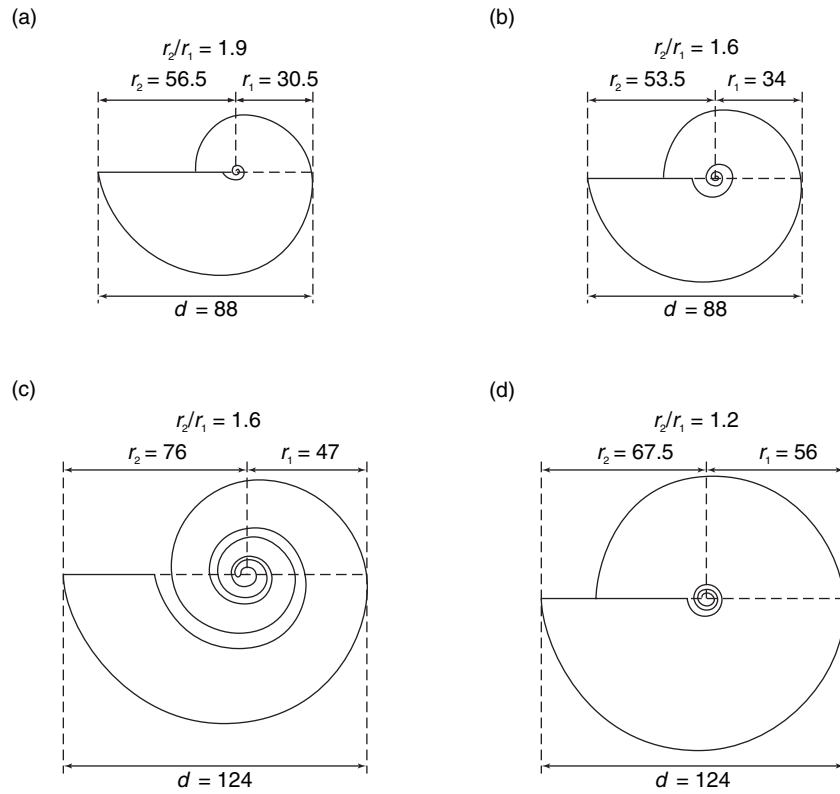 (a)
r₂/r₁ = 1.9
r₂ = 56.5 r₁ = 30.5
d = 88
(b)
r₂/r₁ = 1.6
r₂ = 53.5 r₁ = 34
d = 88
(c)
r₂/r₁ = 1.6
r₂ = 76 r₁ = 47
d = 124
(d)
r₂/r₁ = 1.2
r₂ = 67.5 r₁ = 56
d = 124